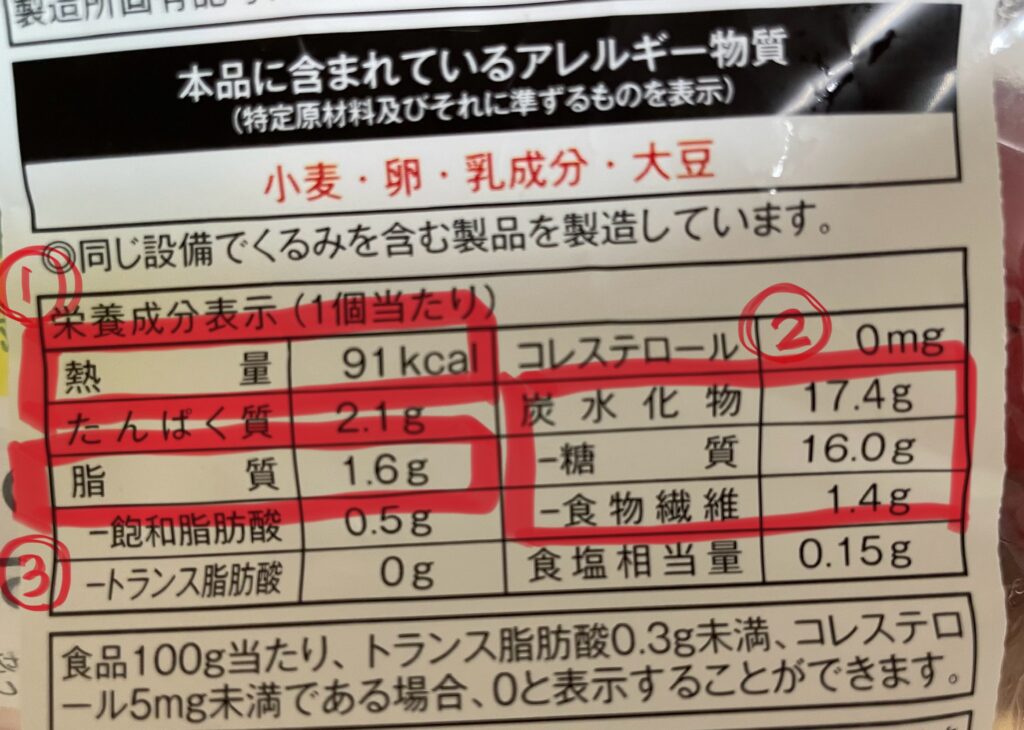 製造所固有記
本品に含まれているアレルギー物質
(特定原材料及びそれに準ずるものを表示)
小麦・卵・乳成分・大豆
◎同じ設備でくるみを含む製品を製造しています。
①
栄養成分表示(1個当たり)
熱量 91kcal
たんぱく質 2.1g
脂質 1.6g
-飽和脂肪酸 0.5g
③
-トランス脂肪酸 0g
②
コレステロール 0mg
炭水化物 17.4g
-糖質 16.0g
-食物繊維 1.4g
食塩相当量 0.15g
食品100g当たり、トランス脂肪酸0.3g未満、コレステロ
ール5mg未満である場合、0と表示することができます。